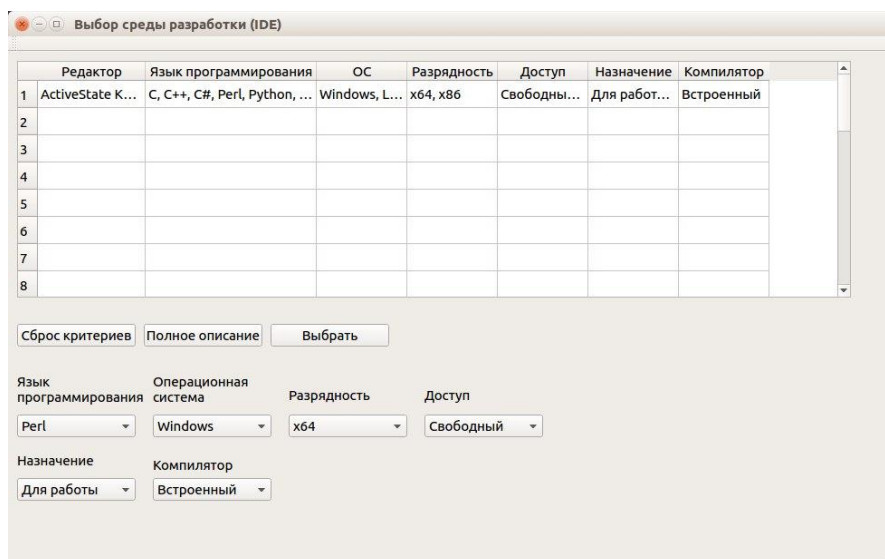 Выбор среды разработки (IDE)
Редактор Язык программирования ОС Разрядность Доступ Назначение Компилятор
1 ActiveState K... C, C++, C#, Perl, Python, ... Windows, L... x64, x86 Свободны... Для работ... Встроенный
2
3
4
5
6
7
8
Сброс критериев Полное описание Выбрать
Язык Операционная
программирования система Разрядность Доступ
Perl Windows x64 Свободный
Назначение Компилятор
Для работы Встроенный